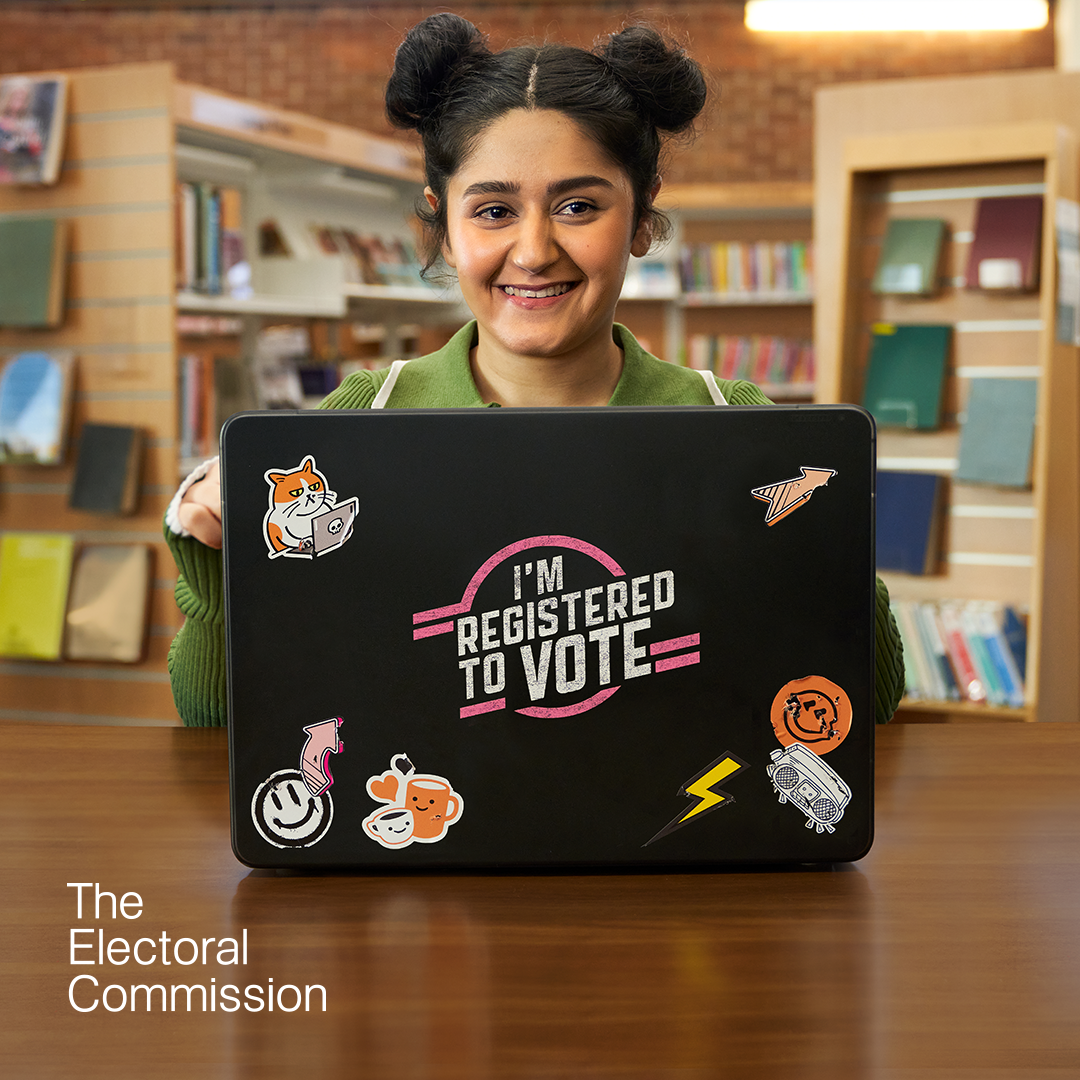 I'M
REGISTERED
TO VOTE
The
Electoral
Commission